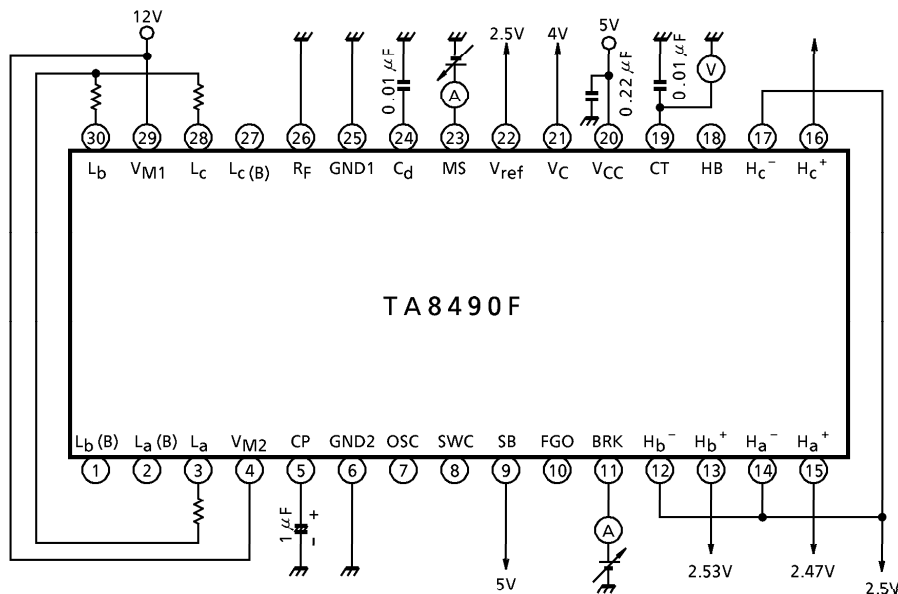 12V
2.5V
4V
5V
0.01 μF
A
0.22 μF
0.01 μF
V
30 29 28 27 26 25 24 23 22 21 20 19 18 17 16
Lb VM1 Lc Lc (B) RF GND1 Cd MS Vref VC VCC CT HB Hc− Hc+
TA8490F
Lb (B) La (B) La VM2 CP GND2 OSC SWC SB FGO BRK Hb− Hb+ Ha− Ha+
1 2 3 4 5 6 7 8 9 10 11 12 13 14 15
1 μF
+
−
A
5V
2.53V
2.47V
2.5V